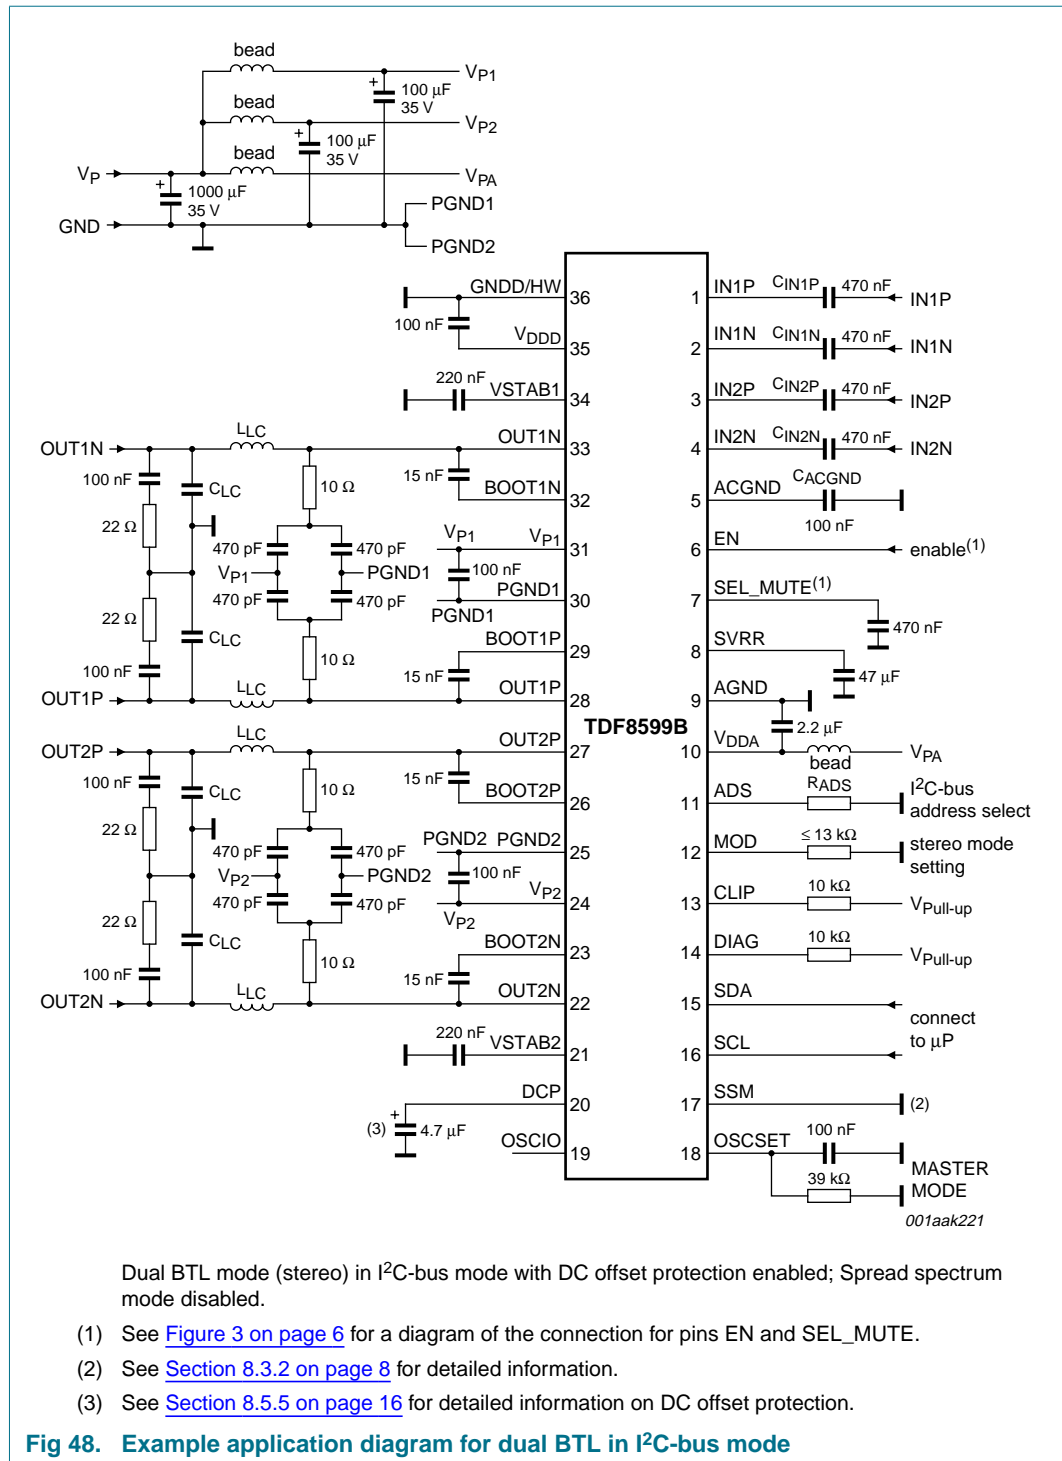 bead
VP1
100 μF
35 V
bead
VP2
100 μF
35 V
bead
VP
VPA
1000 μF
35 V
GND
PGND1
PGND2
GNDD/HW
36
100 nF
VDDD
35
220 nF
VSTAB1
34
OUT1N
LLC
OUT1N
33
100 nF
CLC
10 Ω
15 nF
BOOT1N
32
22 Ω
470 pF
470 pF
VP1
VP1
31
VP1
PGND1
100 nF
470 pF
470 pF
PGND1
30
PGND1
22 Ω
CLC
10 Ω
BOOT1P
29
100 nF
15 nF
OUT1P
LLC
OUT1P
28
TDF8599B
OUT2P
LLC
OUT2P
27
100 nF
CLC
10 Ω
15 nF
BOOT2P
26
22 Ω
470 pF
470 pF
PGND2
PGND2
25
VP2
PGND2
100 nF
470 pF
470 pF
VP2
24
VP2
22 Ω
CLC
10 Ω
BOOT2N
23
100 nF
15 nF
OUT2N
LLC
OUT2N
22
220 nF
VSTAB2
21
DCP
20
(3)
+
4.7 μF
OSCIO
19
1
IN1P
CIN1P
470 nF
IN1P
2
IN1N
CIN1N
470 nF
IN1N
3
IN2P
CIN2P
470 nF
IN2P
4
IN2N
CIN2N
470 nF
IN2N
5
ACGND
CACGND
100 nF
6
EN
enable(1)
7
SEL_MUTE(1)
470 nF
8
SVRR
47 μF
9
AGND
2.2 μF
10
VDDA
bead
VPA
11
ADS
RADS
I2C-bus
address select
12
MOD
≤ 13 kΩ
stereo mode
setting
13
CLIP
10 kΩ
VPull-up
14
DIAG
10 kΩ
VPull-up
15
SDA
connect
to μP
16
SCL
17
SSM
(2)
18
OSCSET
100 nF
39 kΩ
MASTER
MODE
001aak221
Dual BTL mode (stereo) in I2C-bus mode with DC offset protection enabled; Spread spectrum
mode disabled.
(1) See Figure 3 on page 6 for a diagram of the connection for pins EN and SEL_MUTE.
(2) See Section 8.3.2 on page 8 for detailed information.
(3) See Section 8.5.5 on page 16 for detailed information on DC offset protection.
Fig 48. Example application diagram for dual BTL in I2C-bus mode